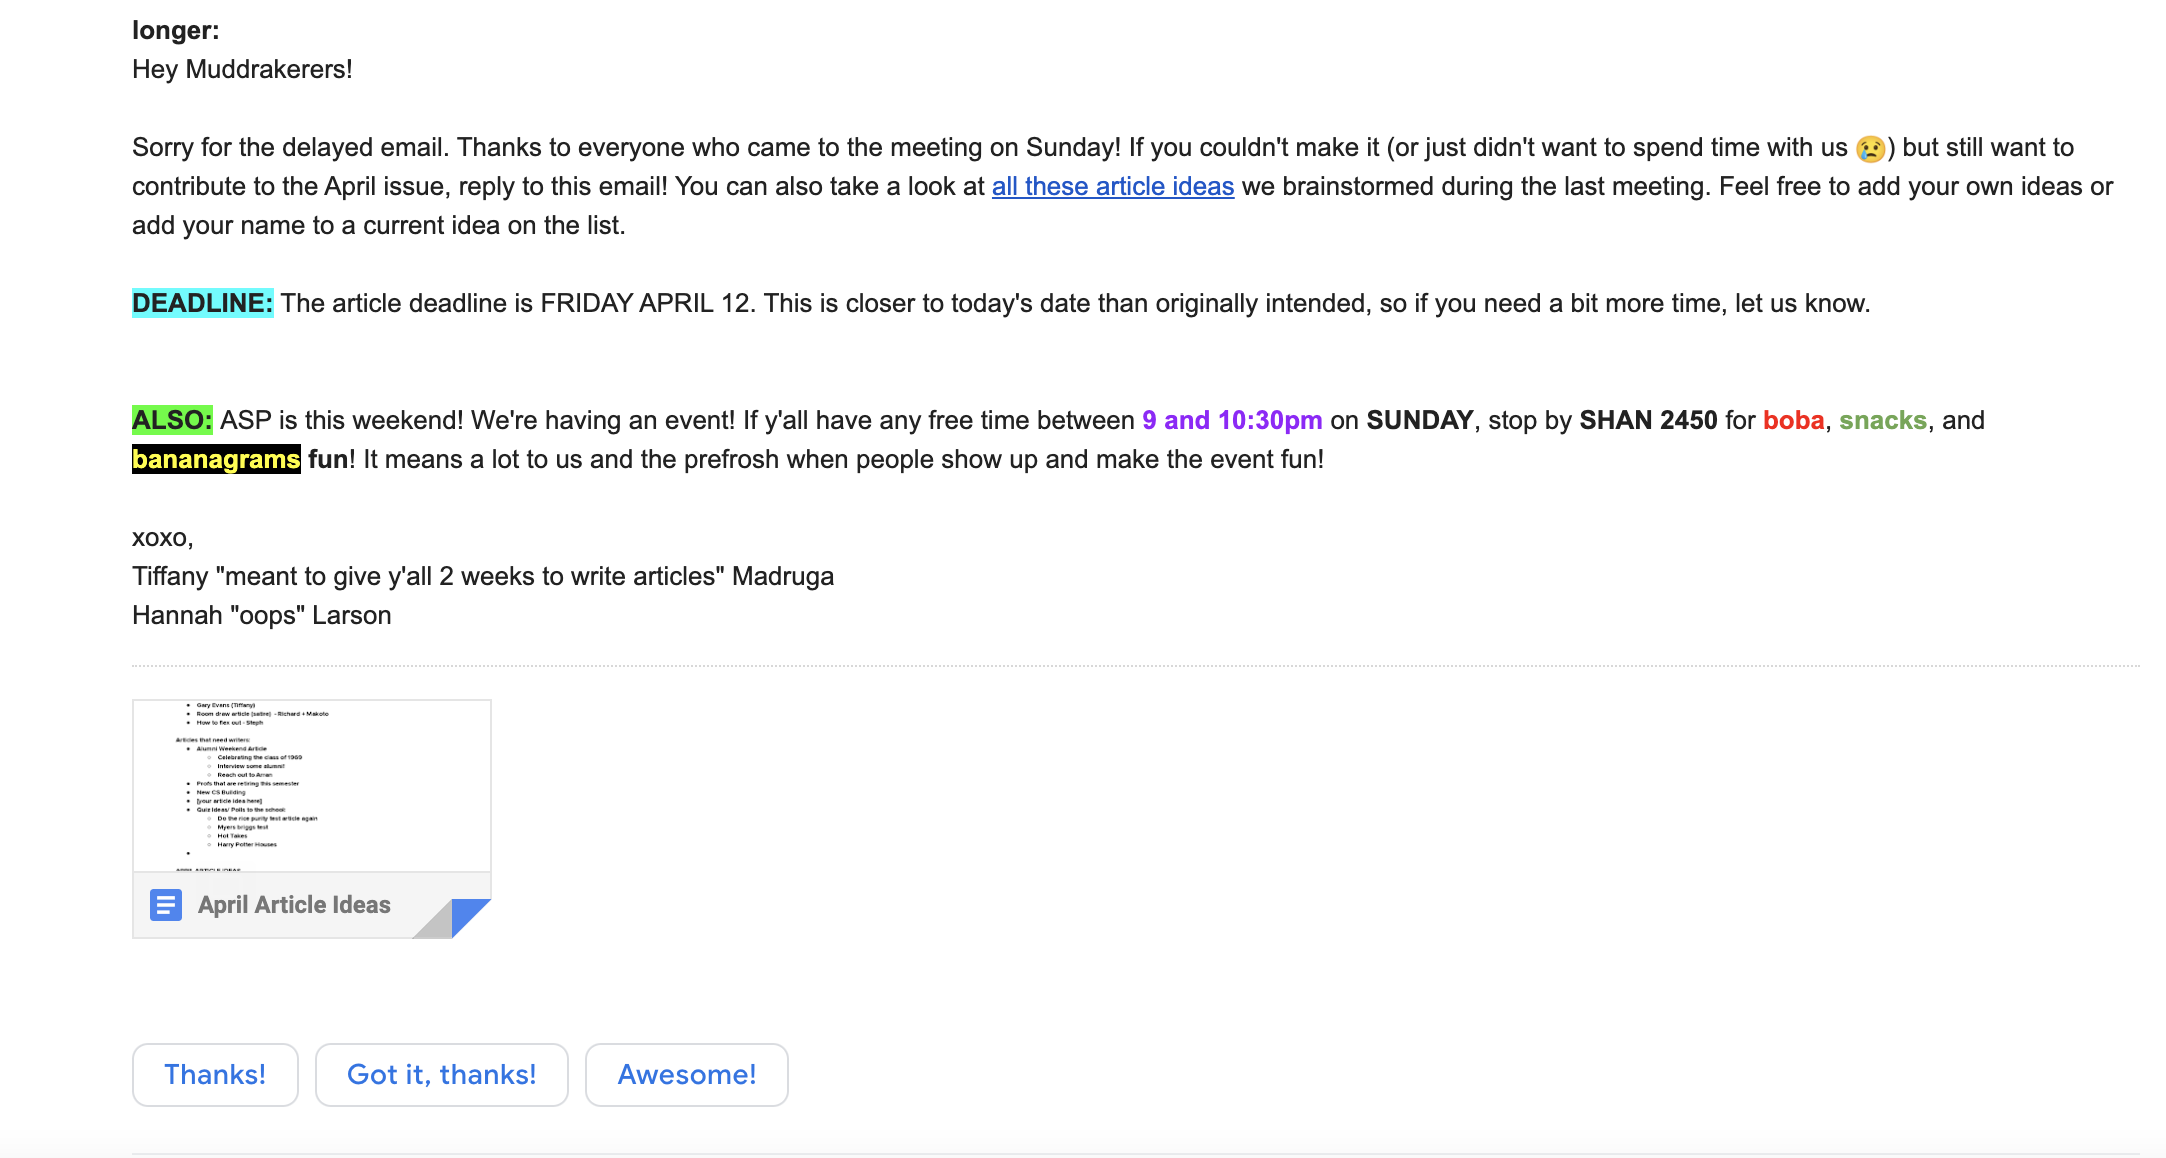 longer:
Hey Muddrakerers!
Sorry for the delayed email. Thanks to everyone who came to the meeting on Sunday! If you couldn't make it (or just didn't want to spend time with us 😢) but still want to
contribute to the April issue, reply to this email! You can also take a look at all these article ideas we brainstormed during the last meeting. Feel free to add your own ideas or
add your name to a current idea on the list.
DEADLINE: The article deadline is FRIDAY APRIL 12. This is closer to today's date than originally intended, so if you need a bit more time, let us know.
ALSO: ASP is this weekend! We're having an event! If y'all have any free time between 9 and 10:30pm on SUNDAY, stop by SHAN 2450 for boba, snacks, and
bananagrams fun! It means a lot to us and the prefrosh when people show up and make the event fun!
xoxo,
Tiffany "meant to give y'all 2 weeks to write articles" Madruga
Hannah "oops" Larson
Gary Evans (Tiffany)
Room draw article (satire) - Richard + Makoto
How to flex out - Steph
Articles that need writers:
Alumni Weekend Article
Celebrating the class of 1969
Interview some alumni!
Reach out to Arran
Profs that are retiring this semester
New CS Building
[your article idea here]
Quiz Ideas/ Polls to the school:
Do the rice purity test article again
Myers briggs test
Hot Takes
Harry Potter Houses
APRIL ARTICLE IDEAS
April Article Ideas
Thanks!
Got it, thanks!
Awesome!